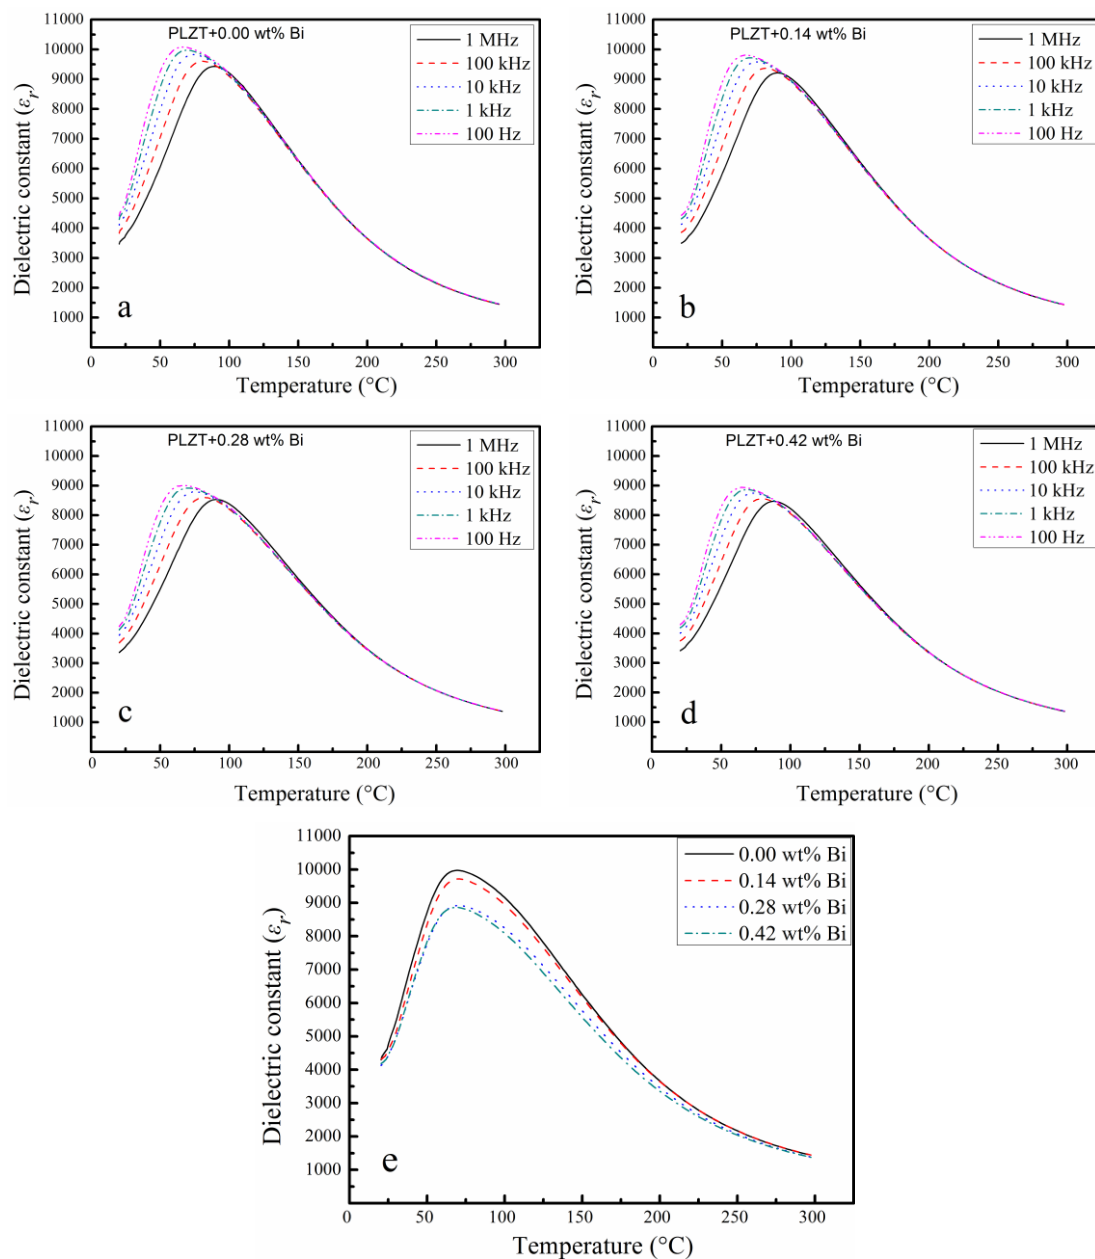 PLZT+0.00 wt% Bi
1 MHz
100 kHz
10 kHz
1 kHz
100 Hz
11000
10000
9000
8000
7000
6000
5000
4000
3000
2000
1000
Dielectric constant (εr)
a
0 50 100 150 200 250 300
Temperature (°C)
PLZT+0.14 wt% Bi
1 MHz
100 kHz
10 kHz
1 kHz
100 Hz
11000
10000
9000
8000
7000
6000
5000
4000
3000
2000
1000
Dielectric constant (εr)
b
0 50 100 150 200 250 300
Temperature (°C)
PLZT+0.28 wt% Bi
1 MHz
100 kHz
10 kHz
1 kHz
100 Hz
11000
10000
9000
8000
7000
6000
5000
4000
3000
2000
1000
Dielectric constant (εr)
c
0 50 100 150 200 250 300
Temperature (°C)
PLZT+0.42 wt% Bi
1 MHz
100 kHz
10 kHz
1 kHz
100 Hz
11000
10000
9000
8000
7000
6000
5000
4000
3000
2000
1000
Dielectric constant (εr)
d
0 50 100 150 200 250 300
Temperature (°C)
0.00 wt% Bi
0.14 wt% Bi
0.28 wt% Bi
0.42 wt% Bi
11000
10000
9000
8000
7000
6000
5000
4000
3000
2000
1000
Dielectric constant (εr)
e
0 50 100 150 200 250 300
Temperature (°C)